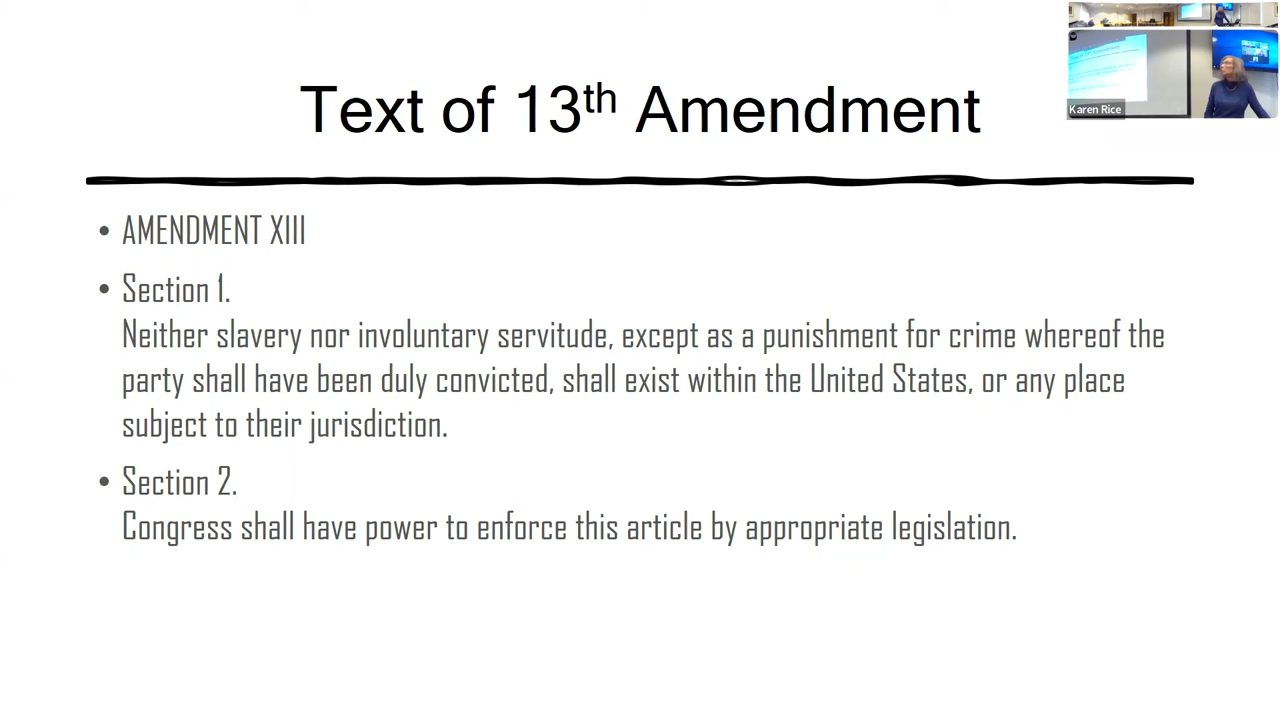 Text of 13th Amendment
Karen Rice
• AMENDMENT XIII
• Section 1.
Neither slavery nor involuntary servitude, except as a punishment for crime whereof the
party shall have been duly convicted, shall exist within the United States, or any place
subject to their jurisdiction.
• Section 2.
Congress shall have power to enforce this article by appropriate legislation.